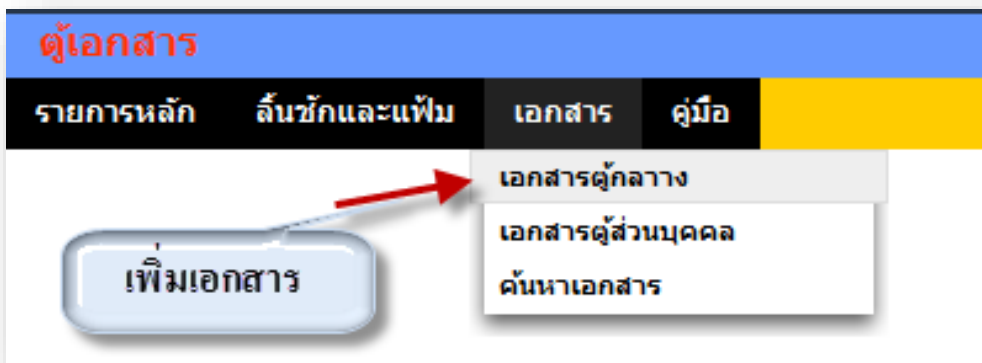 ตู้เอกสาร
รายการหลัก ลิ้นชักและแฟ้ม เอกสาร คู่มือ
เอกสารตู้กลาาง
เอกสารตู้ส่วนบุคคล
ค้นหาเอกสาร
เพิ่มเอกสาร